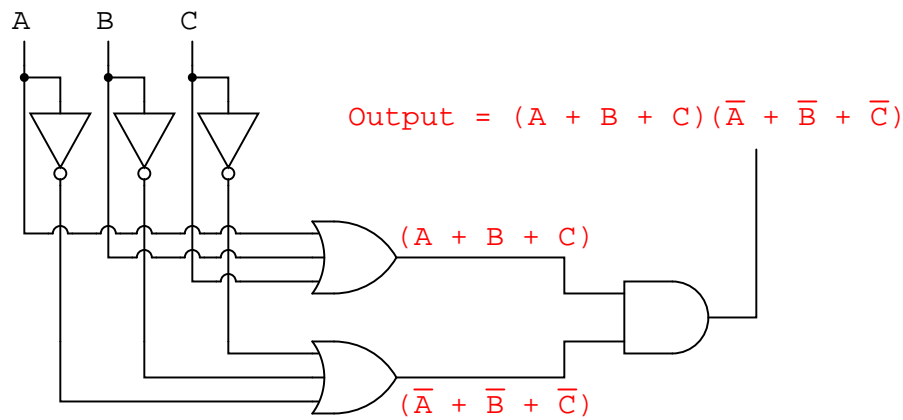 A B C
Output = (A + B + C)(A̅ + B̅ + C̅)
(A + B + C)
(A̅ + B̅ + C̅)